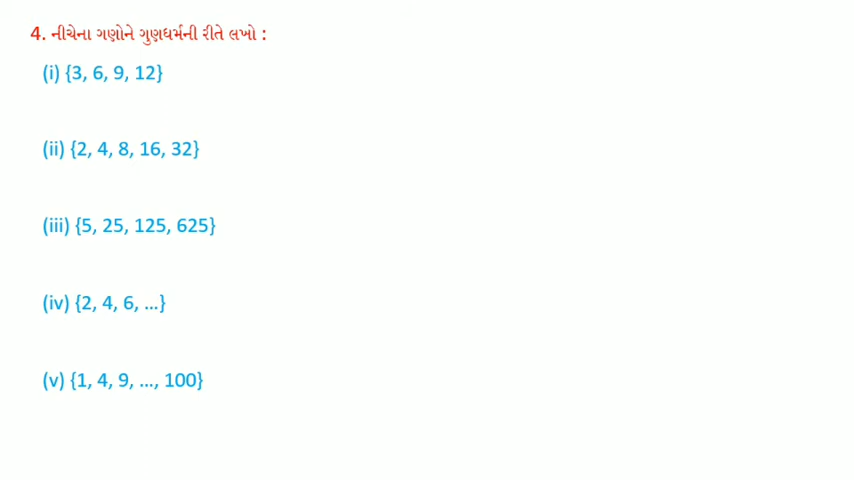 4. નીચેના ગણોને ગુણધર્મની રીતે લખો :
(i) {3, 6, 9, 12}
(ii) {2, 4, 8, 16, 32}
(iii) {5, 25, 125, 625}
(iv) {2, 4, 6, ...}
(v) {1, 4, 9, ..., 100}